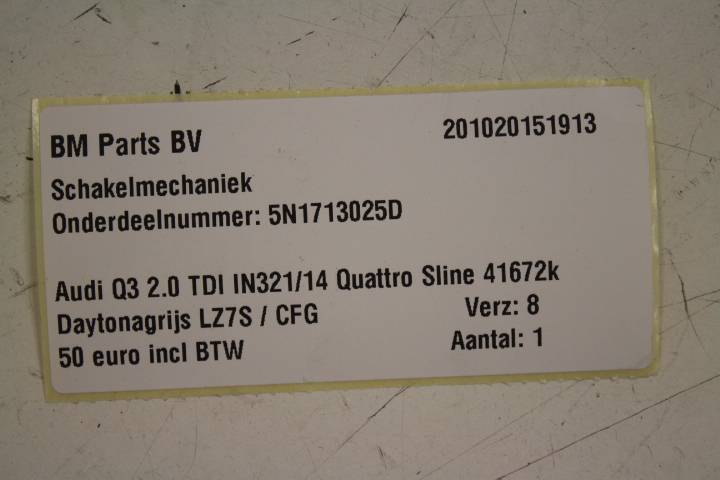 BM Parts BV 201020151913
Schakelmechaniek
Onderdeelnummer: 5N1713025D
Audi Q3 2.0 TDI IN321/14 Quattro Sline 41672k
Daytonagrijs LZ7S / CFG Verz: 8
50 euro incl BTW Aantal: 1